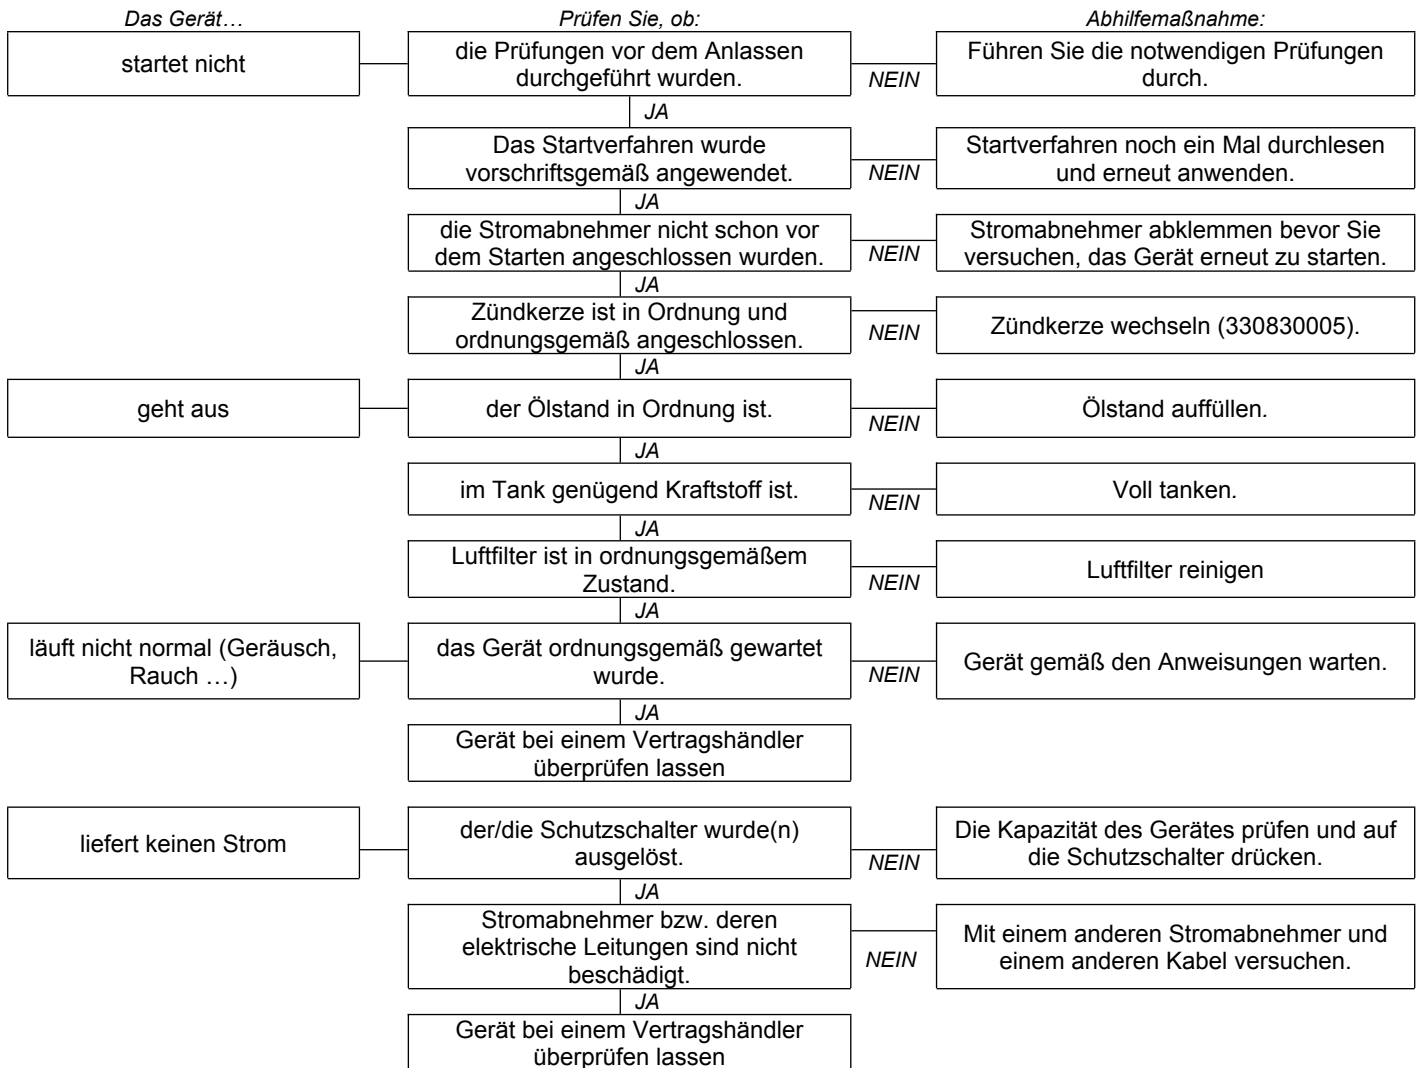 Das Gerät…
Prüfen Sie, ob:
Abhilfemaßnahme:
startet nicht
die Prüfungen vor dem Anlassen
durchgeführt wurden.
NEIN
Führen Sie die notwendigen Prüfungen
durch.
JA
Das Startverfahren wurde
vorschriftsgemäß angewendet.
NEIN
Startverfahren noch ein Mal durchlesen
und erneut anwenden.
JA
die Stromabnehmer nicht schon vor
dem Starten angeschlossen wurden.
NEIN
Stromabnehmer abklemmen bevor Sie
versuchen, das Gerät erneut zu starten.
JA
Zündkerze ist in Ordnung und
ordnungsgemäß angeschlossen.
NEIN
Zündkerze wechseln (330830005).
JA
geht aus
der Ölstand in Ordnung ist.
NEIN
Ölstand auffüllen.
JA
im Tank genügend Kraftstoff ist.
NEIN
Voll tanken.
JA
Luftfilter ist in ordnungsgemäßem
Zustand.
NEIN
Luftfilter reinigen
JA
läuft nicht normal (Geräusch,
Rauch …)
das Gerät ordnungsgemäß gewartet
wurde.
NEIN
Gerät gemäß den Anweisungen warten.
JA
Gerät bei einem Vertragshändler
überprüfen lassen
liefert keinen Strom
der/die Schutzschalter wurde(n)
ausgelöst.
NEIN
Die Kapazität des Gerätes prüfen und auf
die Schutzschalter drücken.
JA
Stromabnehmer bzw. deren
elektrische Leitungen sind nicht
beschädigt.
NEIN
Mit einem anderen Stromabnehmer und
einem anderen Kabel versuchen.
JA
Gerät bei einem Vertragshändler
überprüfen lassen